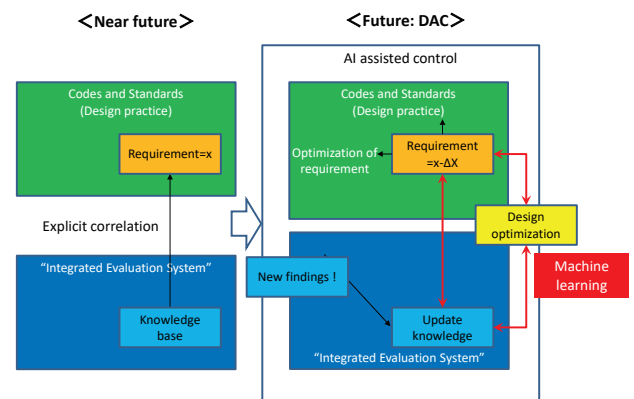 ＜Near future＞
＜Future: DAC＞
AI assisted control
Codes and Standards
(Design practice)
Requirement=x
Explicit correlation
"Integrated Evaluation System"
Knowledge
base
Codes and Standards
(Design practice)
Optimization of
requirement
Requirement
=x-ΔX
Design
optimization
Machine
learning
New findings !
Update
knowledge
"Integrated Evaluation System"